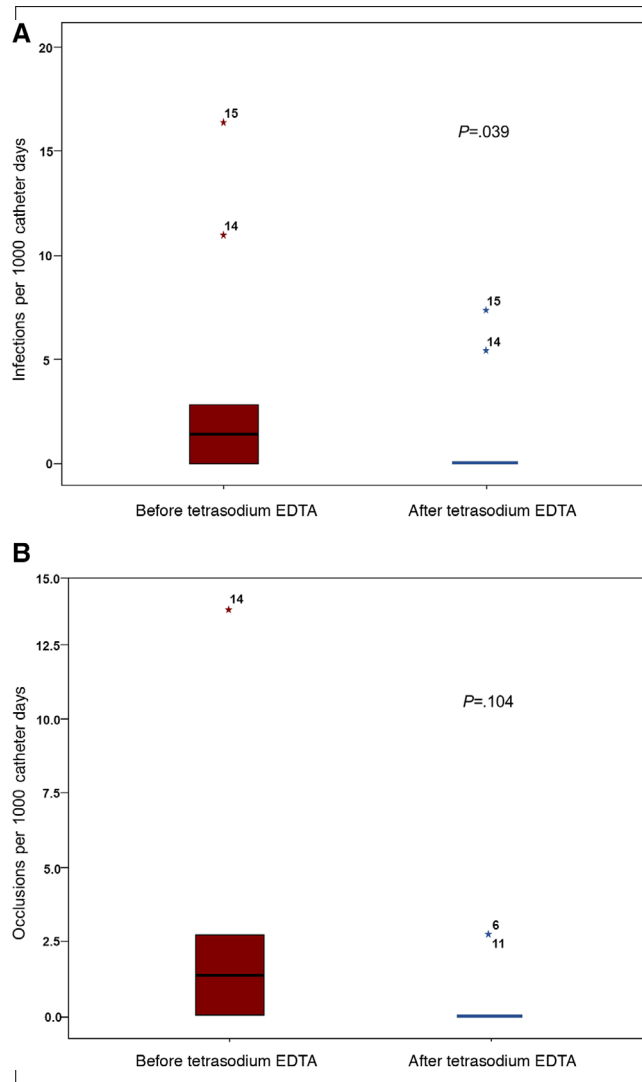 A
Infections per 1000 catheter days
20
15
10
5
0
15
14
P=.039
15
14
Before tetrasodium EDTA
After tetrasodium EDTA
B
Occlusions per 1000 catheter days
15.0
12.5
10.0
7.5
5.0
2.5
0.0
14
P=.104
6
11
Before tetrasodium EDTA
After tetrasodium EDTA